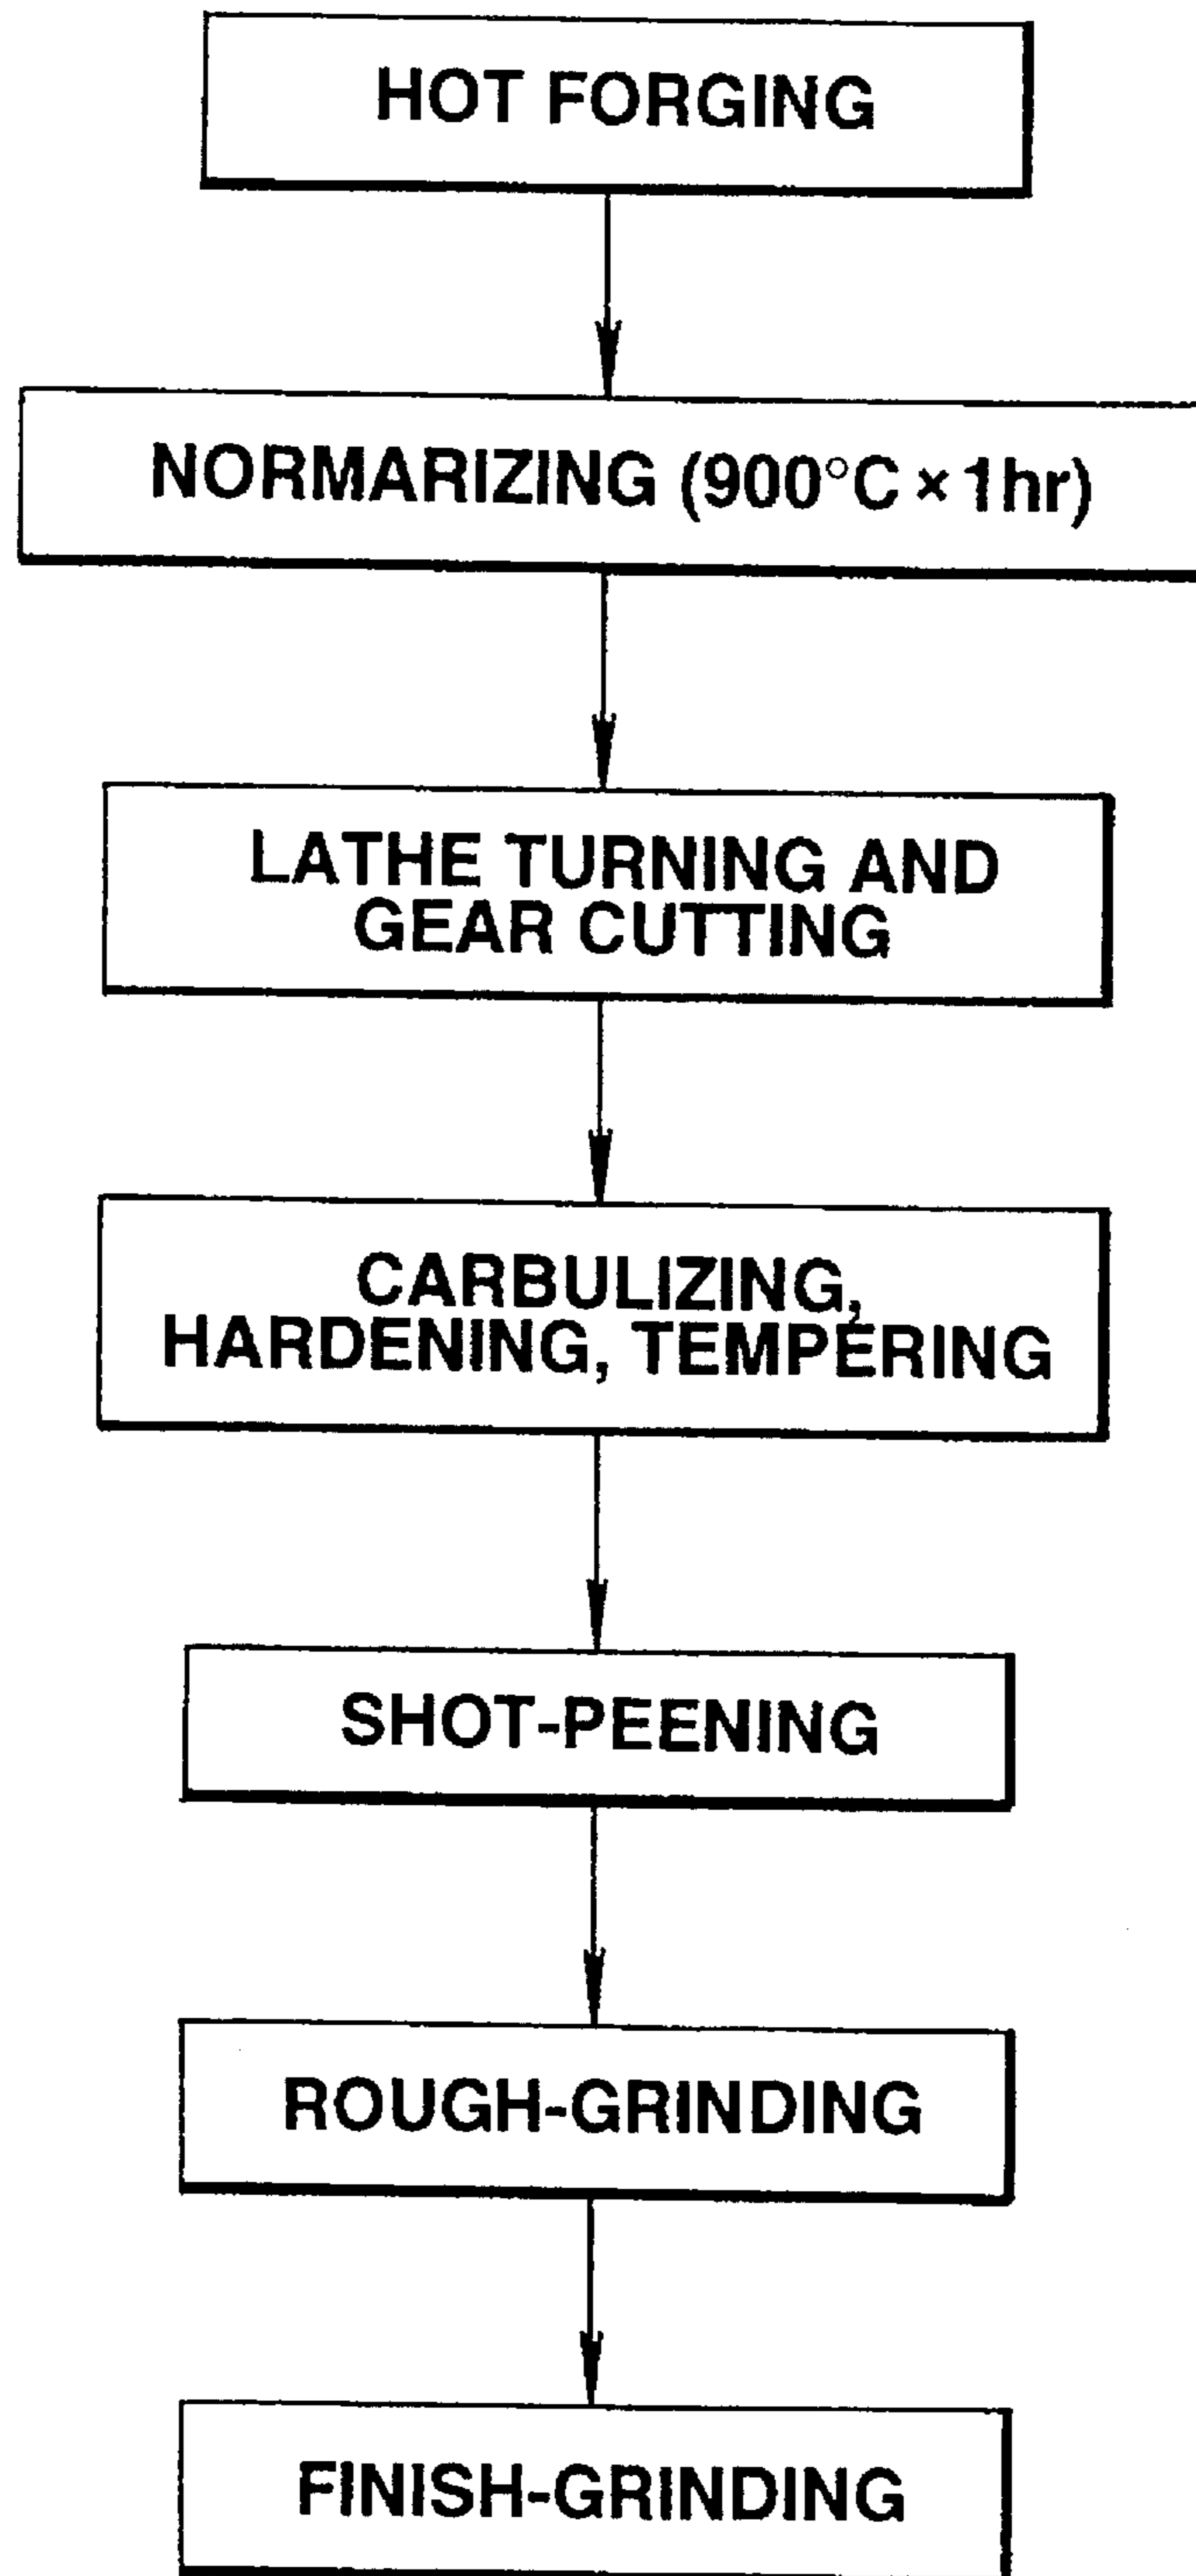 HOT FORGING
NORMARIZING (900°C × 1hr)
LATHE TURNING AND
GEAR CUTTING
CARBULIZING,
HARDENING, TEMPERING
SHOT-PEENING
ROUGH-GRINDING
FINISH-GRINDING